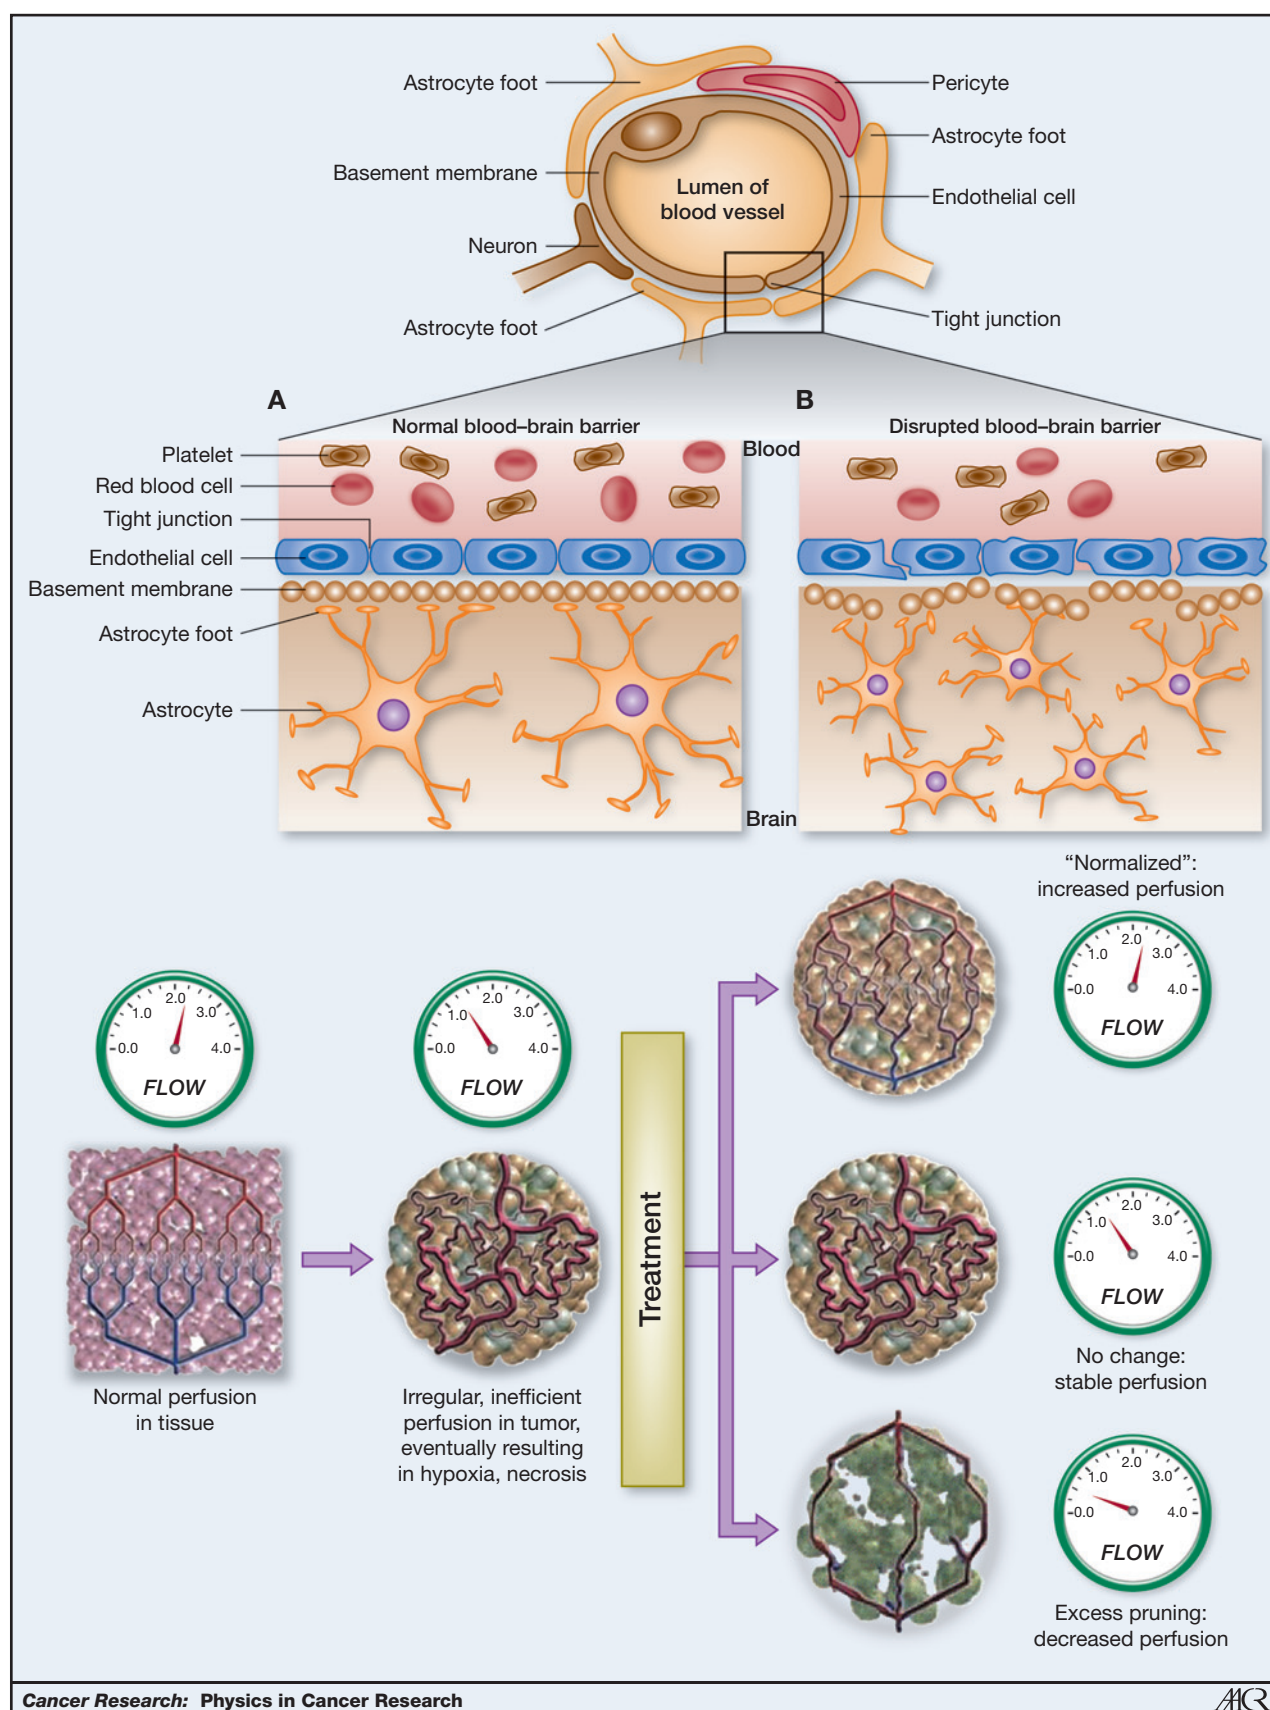 Astrocyte foot
Pericyte
Astrocyte foot
Basement membrane
Lumen of
blood vessel
Endothelial cell
Neuron
Astrocyte foot
Tight junction
A
B
Normal blood–brain barrier
Disrupted blood–brain barrier
Blood
Platelet
Red blood cell
Tight junction
Endothelial cell
Basement membrane
Astrocyte foot
Astrocyte
Brain
“Normalized”:
increased perfusion
0.0 1.0 2.0 3.0 4.0
FLOW
0.0 1.0 2.0 3.0 4.0
FLOW
0.0 1.0 2.0 3.0 4.0
FLOW
Normal perfusion
in tissue
Irregular, inefficient
perfusion in tumor,
eventually resulting
in hypoxia, necrosis
Treatment
0.0 1.0 2.0 3.0 4.0
FLOW
No change:
stable perfusion
0.0 1.0 2.0 3.0 4.0
FLOW
Excess pruning:
decreased perfusion
Cancer Research: Physics in Cancer Research
AACR